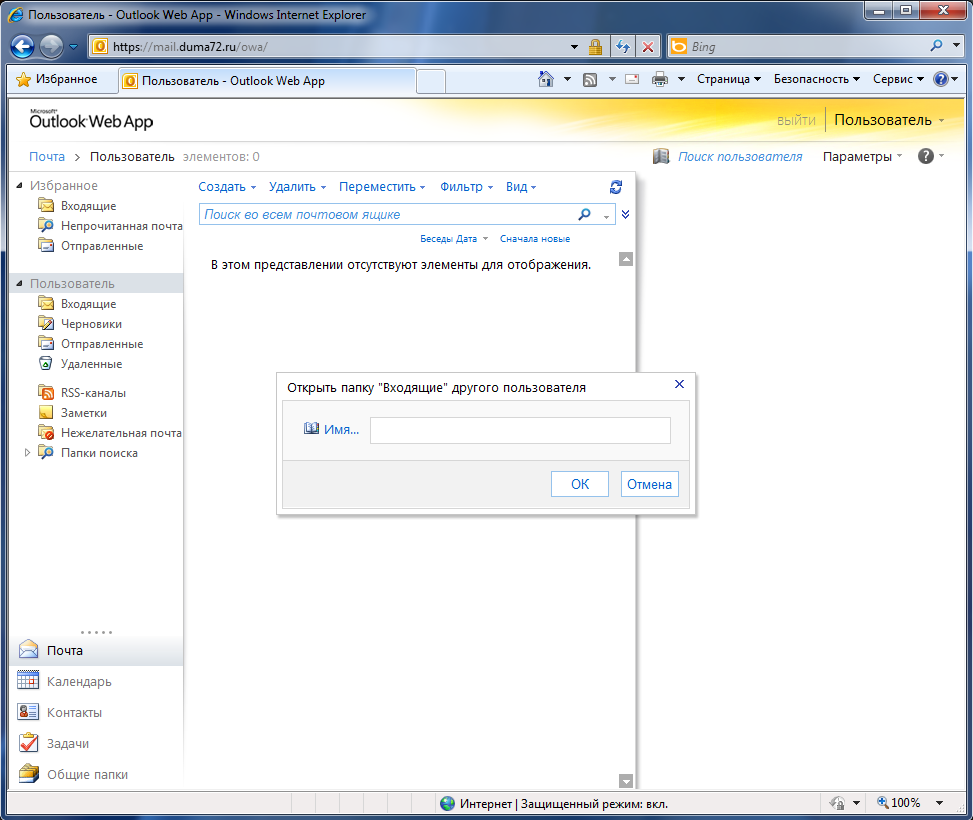 Пользователь - Outlook Web App - Windows Internet Explorer
https://mail.duma72.ru/owa/
Bing
Избранное
Пользователь - Outlook Web App
Страница
Безопасность
Сервис
Microsoft®
Outlook Web App
выйти
Пользователь
Почта > Пользователь элементов: 0
Поиск пользователя
Параметры
Избранное
Входящие
Непрочитанная почта
Отправленные
Пользователь
Входящие
Черновики
Отправленные
Удаленные
RSS-каналы
Заметки
Нежелательная почта
Папки поиска
Создать
Удалить
Переместить
Фильтр
Вид
Поиск во всем почтовом ящике
Беседы Дата
Сначала новые
В этом представлении отсутствуют элементы для отображения.
Открыть папку "Входящие" другого пользователя
Имя...
ОК
Отмена
Почта
Календарь
Контакты
Задачи
Общие папки
Интернет | Защищенный режим: вкл.
100%